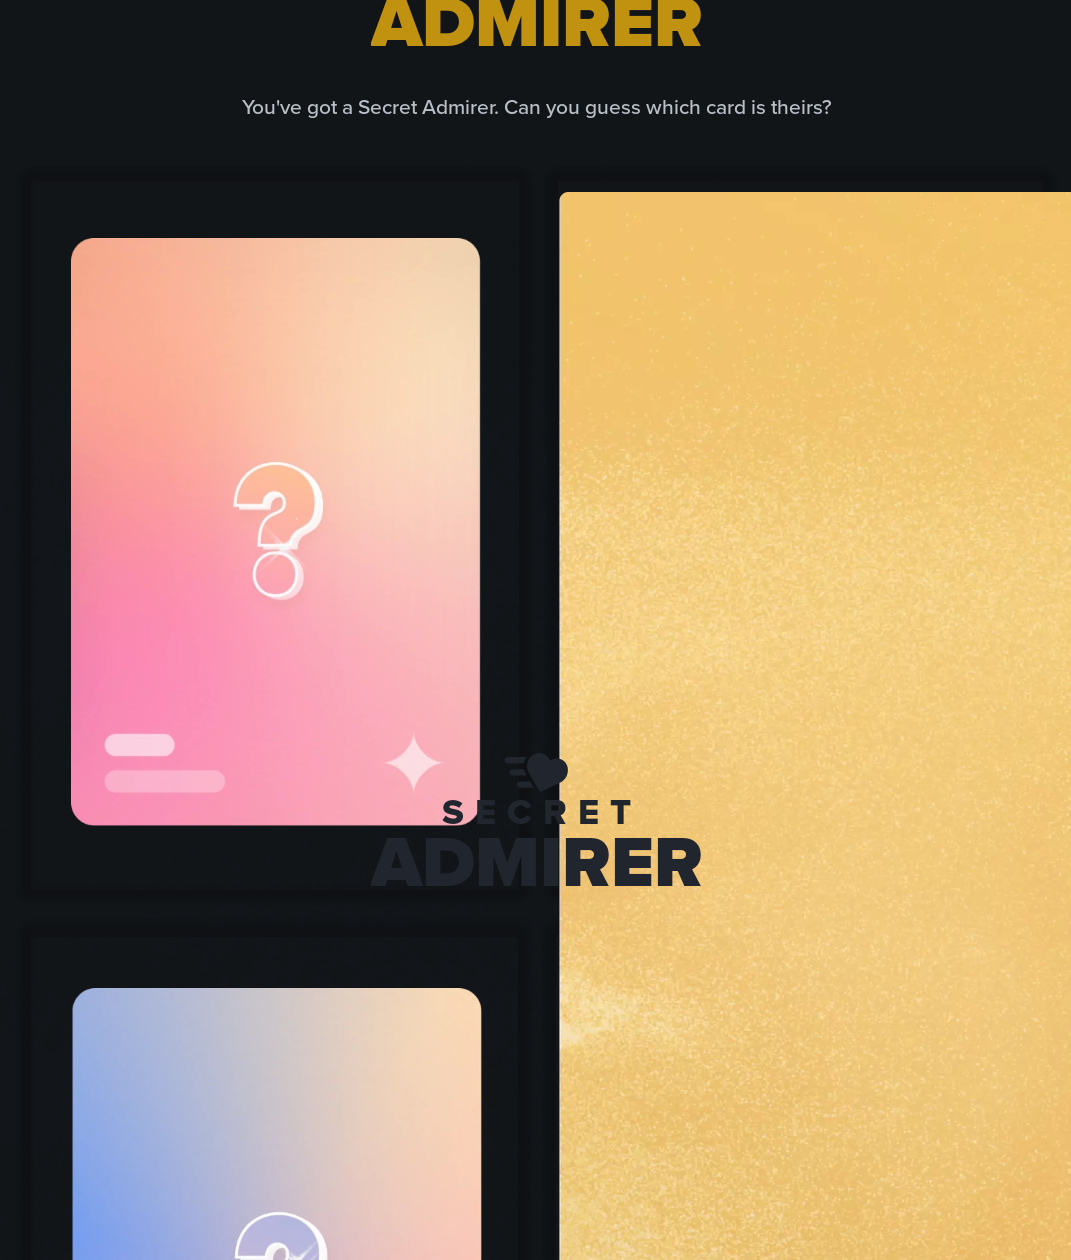 ADMIRER
You've got a Secret Admirer. Can you guess which card is theirs?
?
SECRET
ADMIRER
?